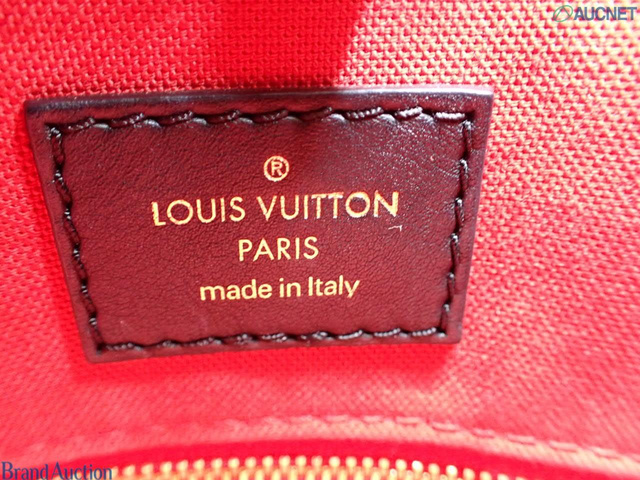 AUCNET
®
LOUIS VUITTON
PARIS
made in Italy
Brand Auction